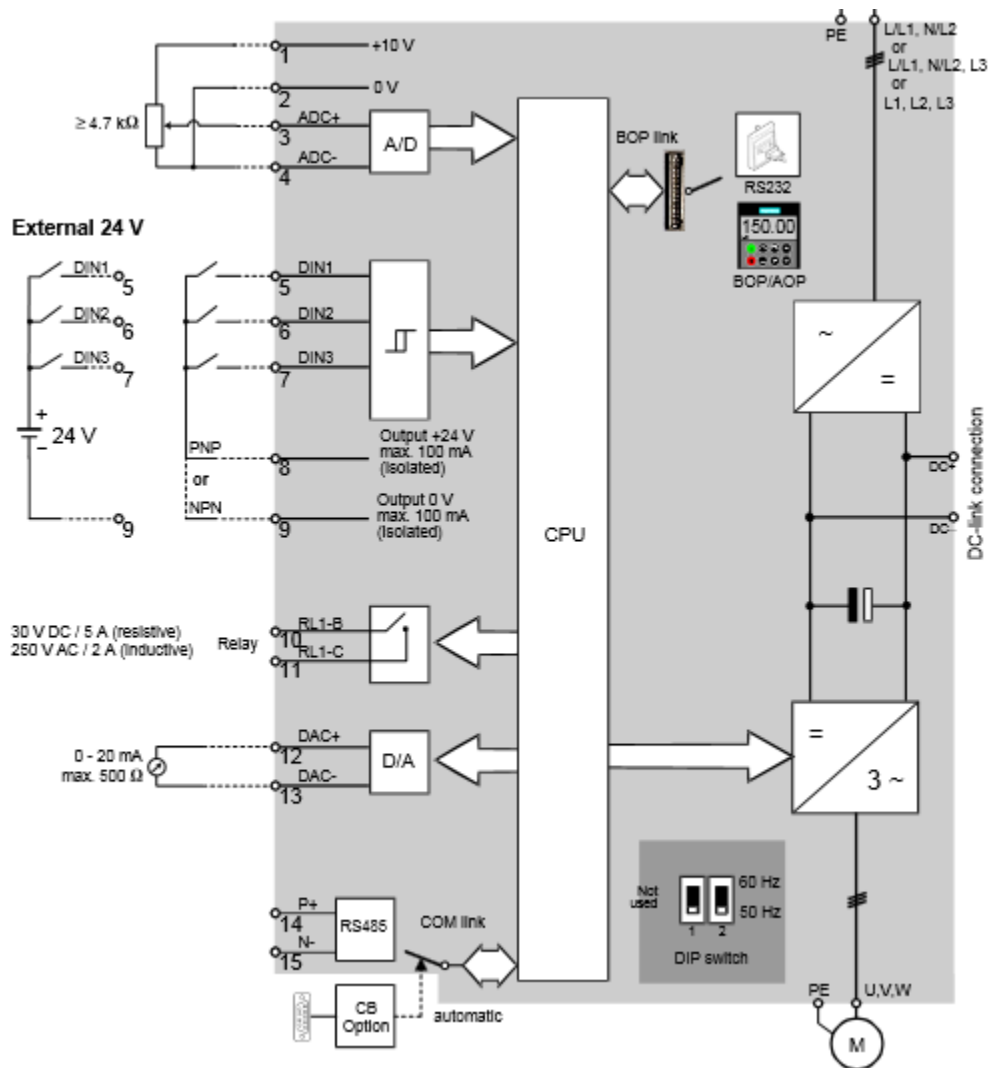 PE
L/L1, N/L2
or
L/L1, N/L2, L3
or
L1, L2, L3
1
+10 V
2
0 V
≥ 4.7 kΩ
3
ADC+
A/D
4
ADC-
BOP link
RS232
150.00
BOP/AOP
External 24 V
DIN1
5
DIN2
6
DIN3
7
+
−
24 V
9
DIN1
5
DIN2
6
DIN3
7
PNP
8
Output +24 V
max. 100 mA
(isolated)
or
NPN
9
Output 0 V
max. 100 mA
(isolated)
CPU
~
=
DC+
DC-
DC-link connection
30 V DC / 5 A (resistive)
250 V AC / 2 A (inductive)
Relay
RL1-B
10
RL1-C
11
0 - 20 mA
max. 500 Ω
DAC+
12
DAC-
13
D/A
=
3 ~
P+
14
N-
15
RS485
COM link
CB
Option
automatic
Not
used
60 Hz
50 Hz
1
2
DIP switch
PE
U,V,W
M